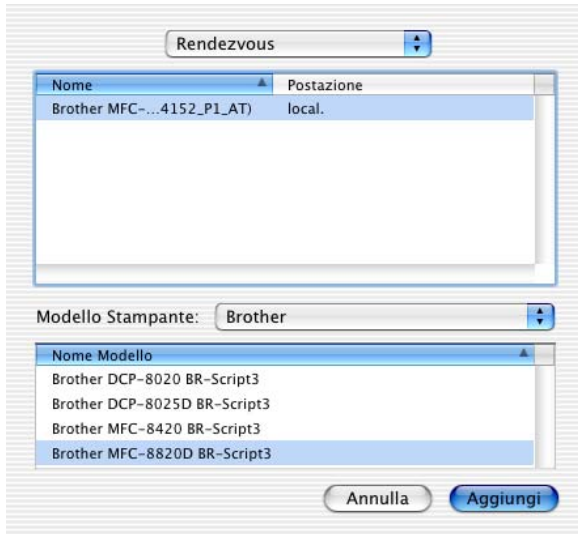 Rendezvous
Nome Postazione
Brother MFC-...4152_P1_AT) local.
Modello Stampante: Brother
Nome Modello
Brother DCP-8020 BR-Script3
Brother DCP-8025D BR-Script3
Brother MFC-8420 BR-Script3
Brother MFC-8820D BR-Script3
Annulla Aggiungi